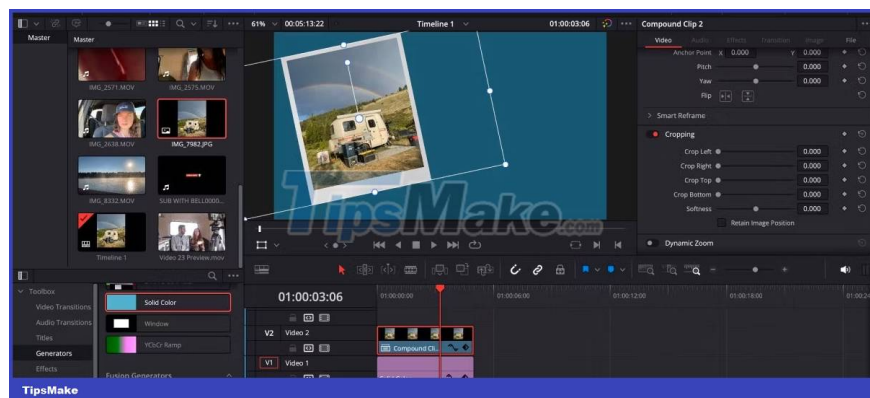 61%
00:05:13:22
Timeline 1
01:00:03:06
Compound Clip 2
Master
Master
Video
Audio
Effects
Transition
Image
File
Anchor Point X 0.000 Y 0.000
Pitch 0.000
Yaw 0.000
Flip
IMG_2571.MOV
IMG_2575.MOV
Smart Reframe
Cropping
IMG_2638.MOV
IMG_7982.JPG
Crop Left 0.000
Crop Right 0.000
Crop Top 0.000
Crop Bottom 0.000
Softness 0.000
Retain Image Position
IMG_8332.MOV
SUB WITH BELL0000...
TipsMake.com
Timeline 1
Video 23 Preview.mov
Dynamic Zoom
Toolbox
Video Transitions
Audio Transitions
Titles
Generators
Effects
Solid Color
Window
YCbCr Ramp
Fusion Generators
01:00:03:06
01:00:00:00
01:00:06:00
01:00:12:00
01:00:18:00
01:00:24
V2 Video 2
Compound Cli...
V1 Video 1
TipsMake